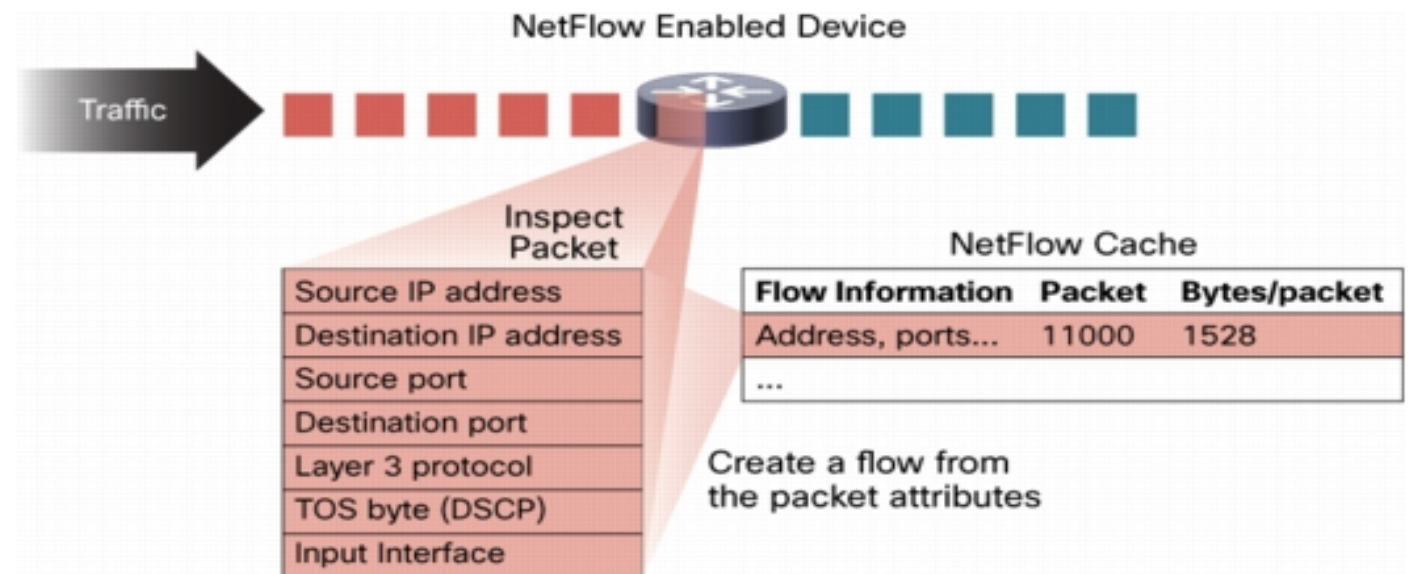 NetFlow Enabled Device
Traffic
Inspect
Packet
Source IP address
Destination IP address
Source port
Destination port
Layer 3 protocol
TOS byte (DSCP)
Input Interface
NetFlow Cache
Flow Information Packet Bytes/packet
Address, ports... 11000 1528
...
Create a flow from
the packet attributes